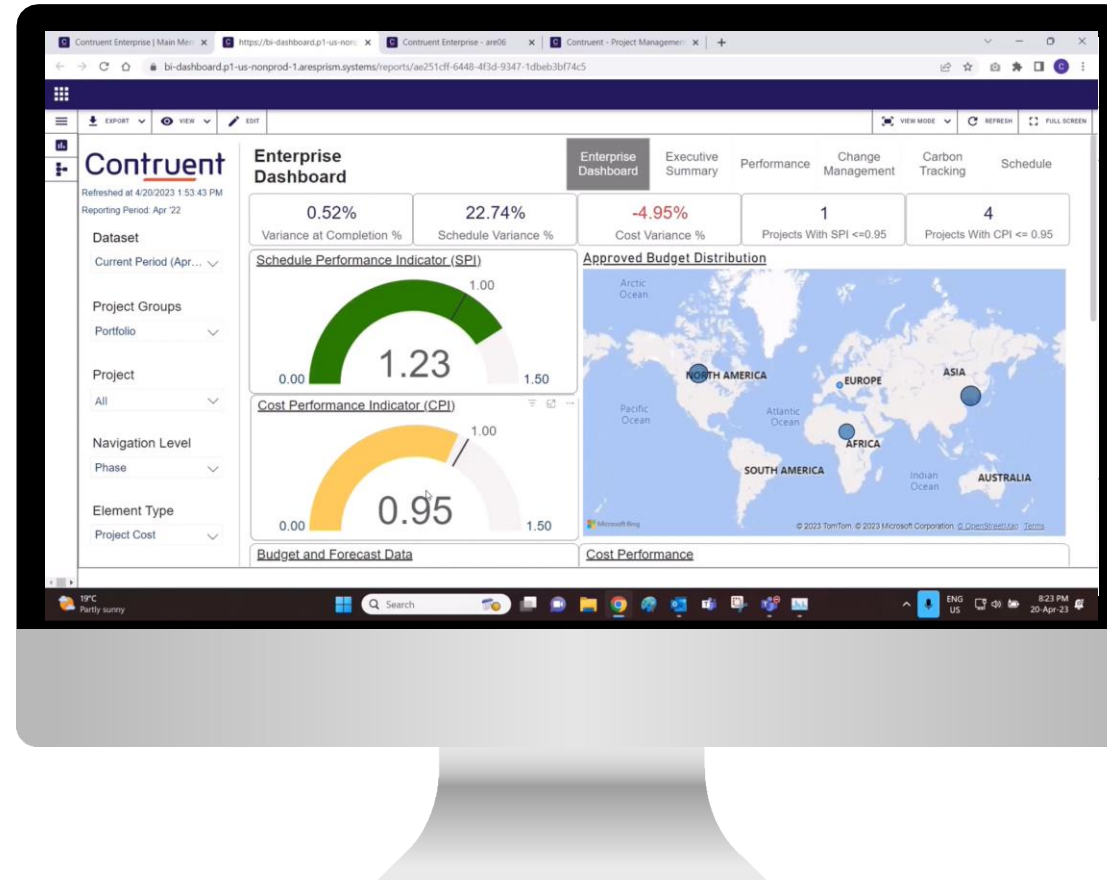 Contruent Enterprise | Main Men
https://bi-dashboard.p1-us-nonp
Contruent Enterprise - are06
Contruent - Project Management
bi-dashboard.p1-us-nonprod-1.aresprism.systems/reports/ae251cff-6448-4f3d-9347-1dbeb3bf74c5
EXPORT
VIEW
EDIT
VIEW MODE
REFRESH
FULL SCREEN
Contruent
Refreshed at 4/20/2023 1:53:43 PM
Reporting Period: Apr '22
Dataset
Current Period (Apr...
Project Groups
Portfolio
Project
All
Navigation Level
Phase
Element Type
Project Cost
Enterprise
Dashboard
Enterprise
Dashboard
Executive
Summary
Performance
Change
Management
Carbon
Tracking
Schedule
0.52%
Variance at Completion %
22.74%
Schedule Variance %
-4.95%
Cost Variance %
1
Projects With SPI <=0.95
4
Projects With CPI <= 0.95
Schedule Performance Indicator (SPI)
1.00
1.23
0.00
1.50
Cost Performance Indicator (CPI)
1.00
0.95
0.00
1.50
Approved Budget Distribution
Arctic
Ocean
NORTH AMERICA
EUROPE
ASIA
Pacific
Ocean
Atlantic
Ocean
AFRICA
SOUTH AMERICA
Indian
Ocean
AUSTRALIA
Microsoft Bing
© 2023 TomTom, © 2023 Microsoft Corporation, © OpenStreetMap Terms
Budget and Forecast Data
Cost Performance
19°C
Partly sunny
Search
ENG
US
8:23 PM
20-Apr-23